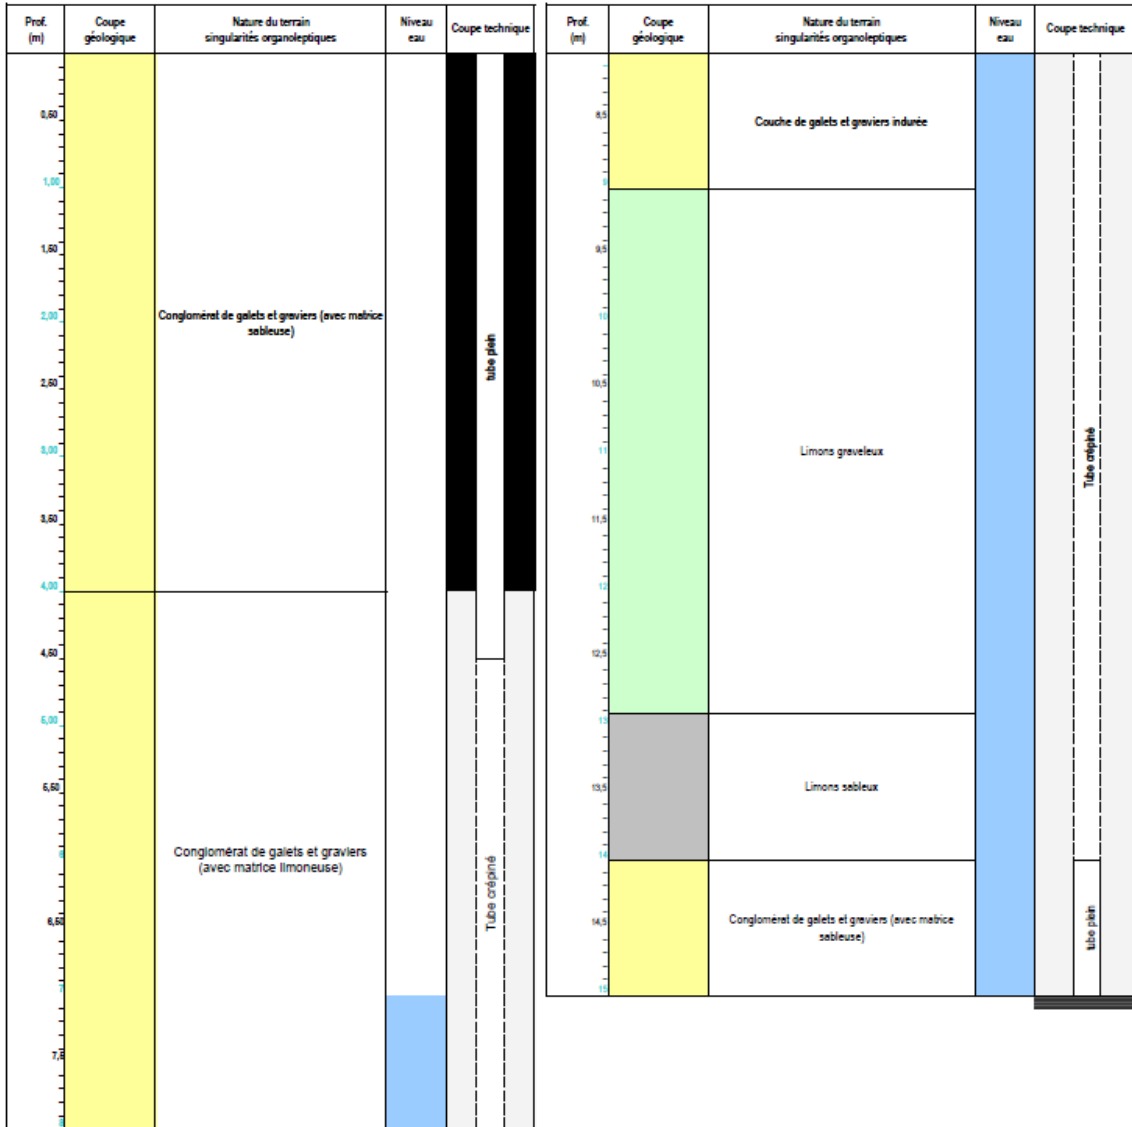 Prof.
(m)
Coupe
géologique
Nature du terrain
singularités organoleptiques
Niveau
eau
Coupe technique
0,50
1,00
1,50
2,00
2,50
3,00
3,50
4,00
4,50
5,00
5,50
6
6,50
7
7,5
8
Conglomérat de galets et graviers (avec matrice
sableuse)
Conglomérat de galets et graviers
(avec matrice limoneuse)
tube plein
Tube crépiné
Prof.
(m)
Coupe
géologique
Nature du terrain
singularités organoleptiques
Niveau
eau
Coupe technique
8,5
9
9,5
10
10,5
11
11,5
12
12,5
13
13,5
14
14,5
15
Couche de galets et graviers indurée
Limons graveleux
Limons sableux
Conglomérat de galets et graviers (avec matrice
sableuse)
Tube crépiné
tube plein